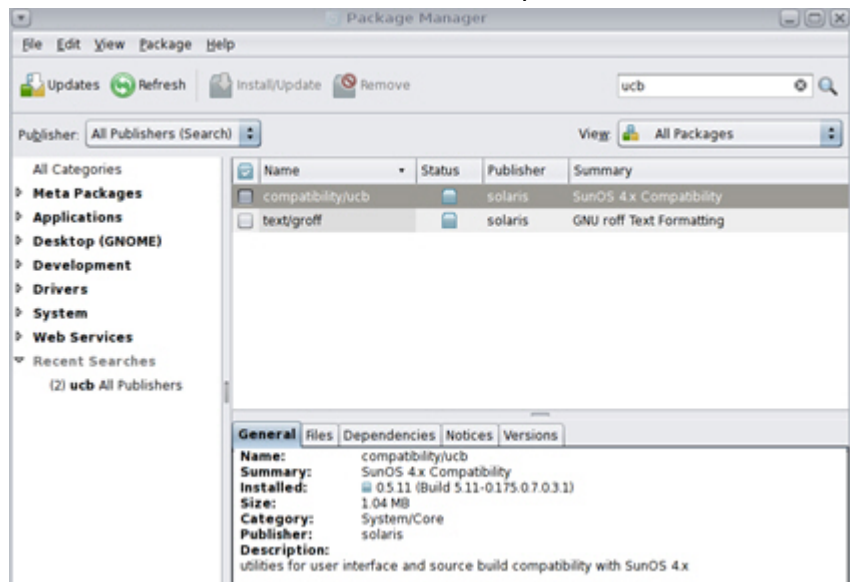 Package Manager
File Edit View Package Help
Updates Refresh Install/Update Remove ucb
Publisher: All Publishers (Search) View: All Packages
All Categories
Meta Packages
Applications
Desktop (GNOME)
Development
Drivers
System
Web Services
Recent Searches
(2) ucb All Publishers
Name Status Publisher Summary
compatibility/ucb solaris SunOS 4.x Compatibility
text/groff solaris GNU roff Text Formatting
General Files Dependencies Notices Versions
Name: compatibility/ucb
Summary: SunOS 4.x Compatibility
Installed: 0.5.11 (Build 5.11-0.175.0.7.0.3.1)
Size: 1.04 MB
Category: System/Core
Publisher: solaris
Description:
utilities for user interface and source build compatibility with SunOS 4.x